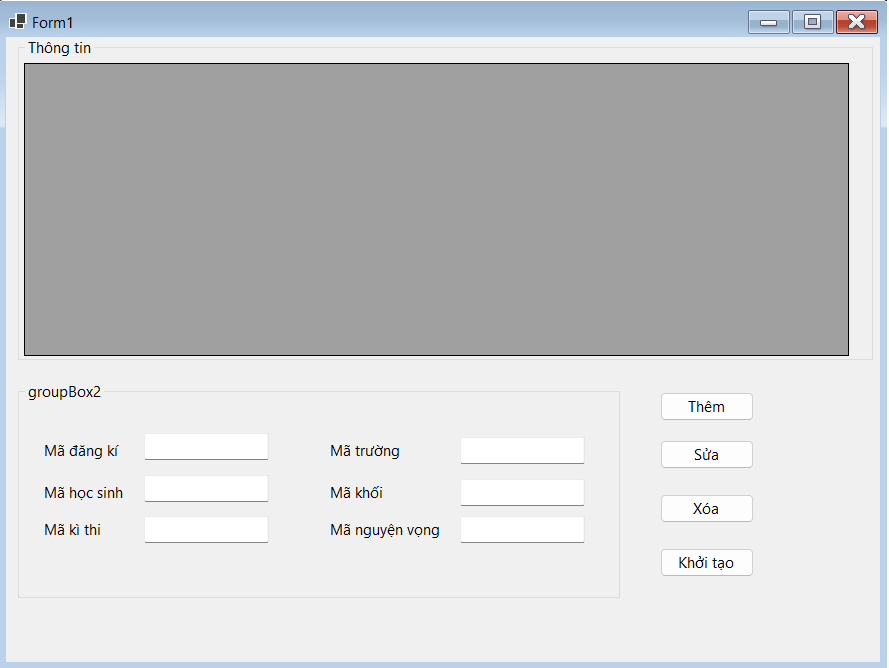 Form1
Thông tin
groupBox2
Mã đăng kí
Mã trường
Mã học sinh
Mã khối
Mã kì thi
Mã nguyện vọng
Thêm
Sửa
Xóa
Khởi tạo